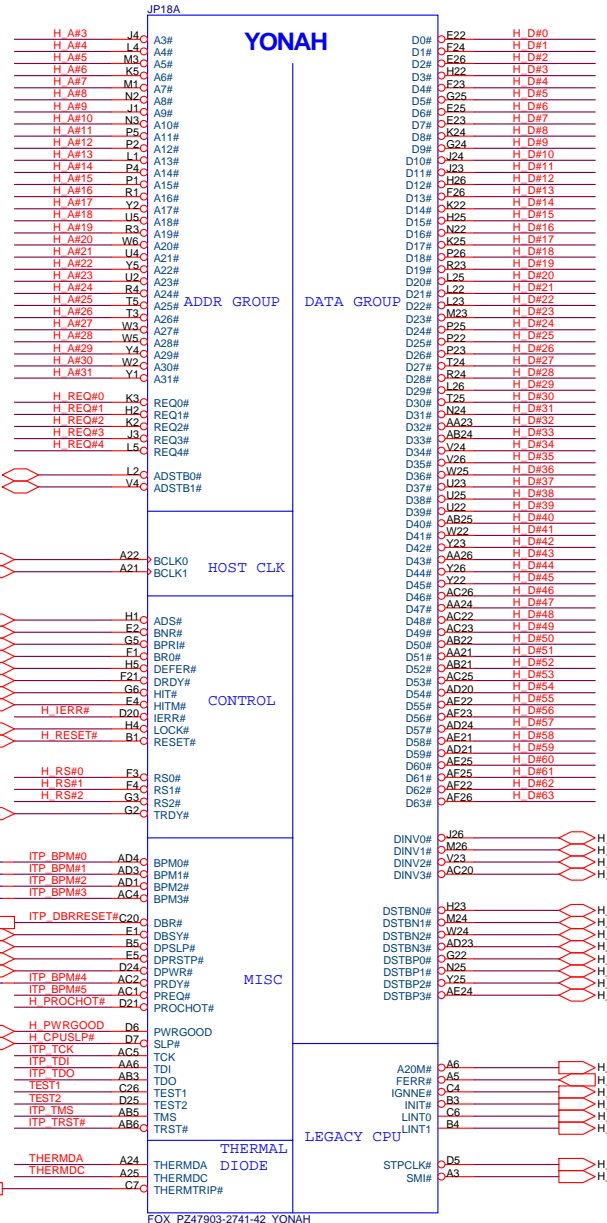 JP18A
YONAH
H_A#3 J4 A3#
H_A#4 L4 A4#
H_A#5 M3 A5#
H_A#6 K5 A6#
H_A#7 M1 A7#
H_A#8 N2 A8#
H_A#9 J1 A9#
H_A#10 N3 A10#
H_A#11 P5 A11#
H_A#12 P2 A12#
H_A#13 L1 A13#
H_A#14 P4 A14#
H_A#15 P1 A15#
H_A#16 R1 A16#
H_A#17 Y2 A17#
H_A#18 U5 A18#
H_A#19 R3 A19#
H_A#20 W6 A20#
H_A#21 U4 A21#
H_A#22 Y5 A22#
H_A#23 U2 A23#
H_A#24 R4 A24#
H_A#25 T5 A25#
H_A#26 T3 A26#
H_A#27 W3 A27#
H_A#28 W5 A28#
H_A#29 Y4 A29#
H_A#30 W2 A30#
H_A#31 Y1 A31#
ADDR GROUP
H_REQ#0 K3 REQ0#
H_REQ#1 H2 REQ1#
H_REQ#2 K2 REQ2#
H_REQ#3 J3 REQ3#
H_REQ#4 L5 REQ4#
L2 ADSTB0#
V4 ADSTB1#
A22 BCLK0
A21 BCLK1
HOST CLK
H1 ADS#
E2 BNR#
G5 BPRI#
F1 BR0#
H5 DEFER#
F21 DRDY#
G6 HIT#
E4 HITM#
H_IERR# D20 IERR#
H4 LOCK#
H_RESET# B1 RESET#
CONTROL
H_RS#0 F3 RS0#
H_RS#1 F4 RS1#
H_RS#2 G3 RS2#
G2 TRDY#
ITP_BPM#0 AD4 BPM0#
ITP_BPM#1 AD3 BPM1#
ITP_BPM#2 AD1 BPM2#
ITP_BPM#3 AC4 BPM3#
ITP_DBRRESET# C20 DBR#
E1 DBSY#
B5 DPSLP#
E5 DPRSTP#
D24 DPWR#
ITP_BPM#4 AC2 PRDY#
ITP_BPM#5 AC1 PREQ#
H_PROCHOT# D21 PROCHOT#
MISC
H_PWRGOOD D6 PWRGOOD
H_CPUSLP# D7 SLP#
ITP_TCK AC5 TCK
ITP_TDI AA6 TDI
ITP_TDO AB3 TDO
TEST1 C26 TEST1
TEST2 D25 TEST2
ITP_TMS AB5 TMS
ITP_TRST# AB6 TRST#
THERMAL
DIODE
THERMDA A24 THERMDA
THERMDC A25 THERMDC
C7 THERMTRIP#
D0# E22 H_D#0
D1# F24 H_D#1
D2# E26 H_D#2
D3# H22 H_D#3
D4# F23 H_D#4
D5# G25 H_D#5
D6# E25 H_D#6
D7# E23 H_D#7
D8# K24 H_D#8
D9# G24 H_D#9
D10# J24 H_D#10
D11# J23 H_D#11
D12# H26 H_D#12
D13# F26 H_D#13
D14# K22 H_D#14
D15# H25 H_D#15
D16# N22 H_D#16
D17# K25 H_D#17
D18# P26 H_D#18
D19# R23 H_D#19
D20# L25 H_D#20
D21# L22 H_D#21
D22# L23 H_D#22
D23# M23 H_D#23
D24# P25 H_D#24
D25# P22 H_D#25
D26# P23 H_D#26
D27# T24 H_D#27
D28# R24 H_D#28
D29# L26 H_D#29
D30# T25 H_D#30
D31# N24 H_D#31
D32# AA23 H_D#32
D33# AB24 H_D#33
D34# V24 H_D#34
D35# V26 H_D#35
D36# W25 H_D#36
D37# U23 H_D#37
D38# U25 H_D#38
D39# U22 H_D#39
D40# AB25 H_D#40
D41# W22 H_D#41
D42# Y23 H_D#42
D43# AA26 H_D#43
D44# Y26 H_D#44
D45# Y22 H_D#45
D46# AC26 H_D#46
D47# AA24 H_D#47
D48# AC22 H_D#48
D49# AC23 H_D#49
D50# AB22 H_D#50
D51# AA21 H_D#51
D52# AB21 H_D#52
D53# AC25 H_D#53
D54# AD20 H_D#54
D55# AE22 H_D#55
D56# AF23 H_D#56
D57# AD24 H_D#57
D58# AE21 H_D#58
D59# AD21 H_D#59
D60# AE25 H_D#60
D61# AF25 H_D#61
D62# AF22 H_D#62
D63# AF26 H_D#63
DATA GROUP
DINV0# J26 H_
DINV1# M26 H_
DINV2# V23 H_
DINV3# AC20 H_
DSTBN0# H23 H_
DSTBN1# M24 H_
DSTBN2# W24 H_
DSTBN3# AD23 H_
DSTBP0# G22 H_
DSTBP1# N25 H_
DSTBP2# Y25 H_
DSTBP3# AE24 H_
A20M# A6 H_
FERR# A5 H_
IGNNE# C4 H_
INIT# B3 H_
LINT0 C6 H_
LINT1 B4 H_
LEGACY CPU
STPCLK# D5 H_
SMI# A3 H_
FOX_PZ47903-2741-42_YONAH